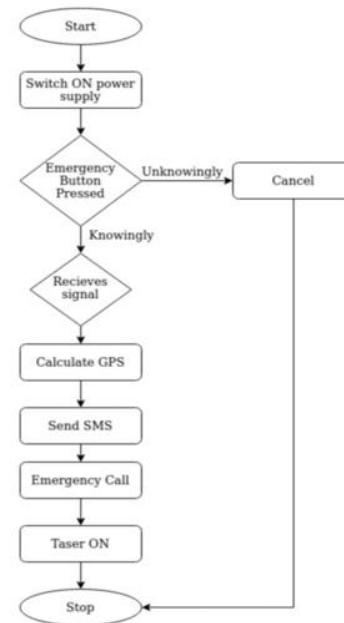 Start
Switch ON power
supply
Emergency
Button
Pressed
Unknowingly
Cancel
Knowingly
Recieves
signal
Calculate GPS
Send SMS
Emergency Call
Taser ON
Stop